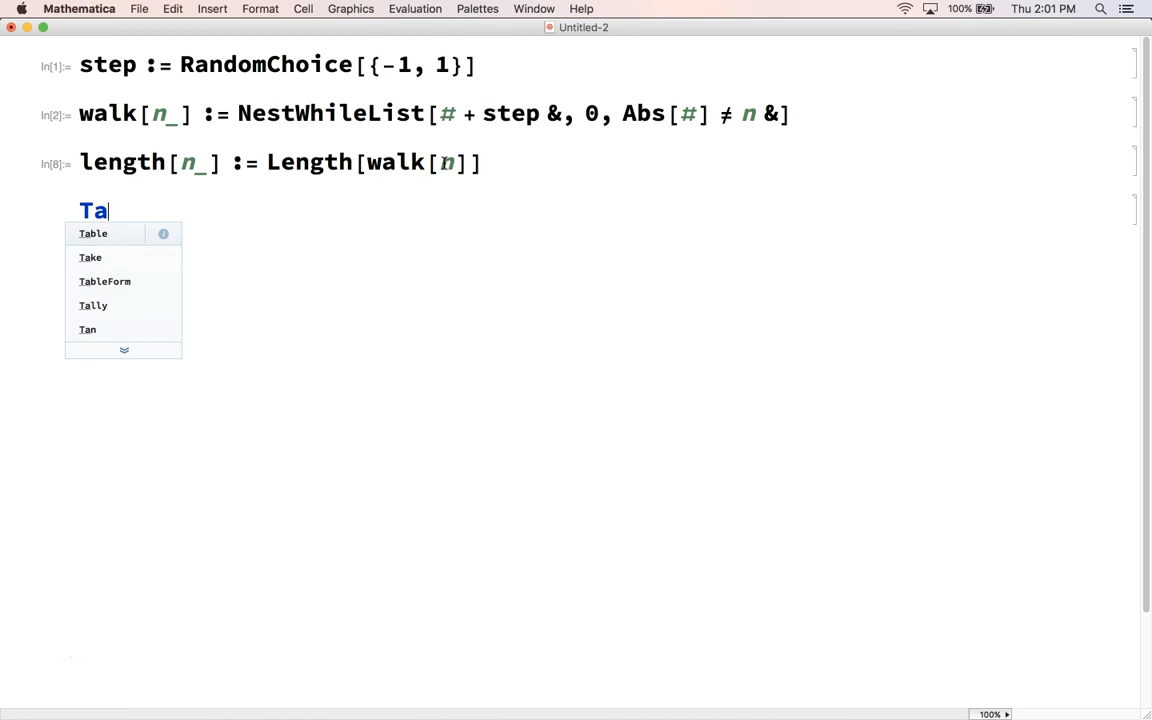 Mathematica File Edit Insert Format Cell Graphics Evaluation Palettes Window Help 100% Thu 2:01 PM
Untitled-2
In[1]:= step := RandomChoice[{-1, 1}]
In[2]:= walk[n_] := NestWhileList[# + step &, 0, Abs[#] ≠ n &]
In[8]:= length[n_] := Length[walk[n]]
Ta
Table
Take
TableForm
Tally
Tan
100%